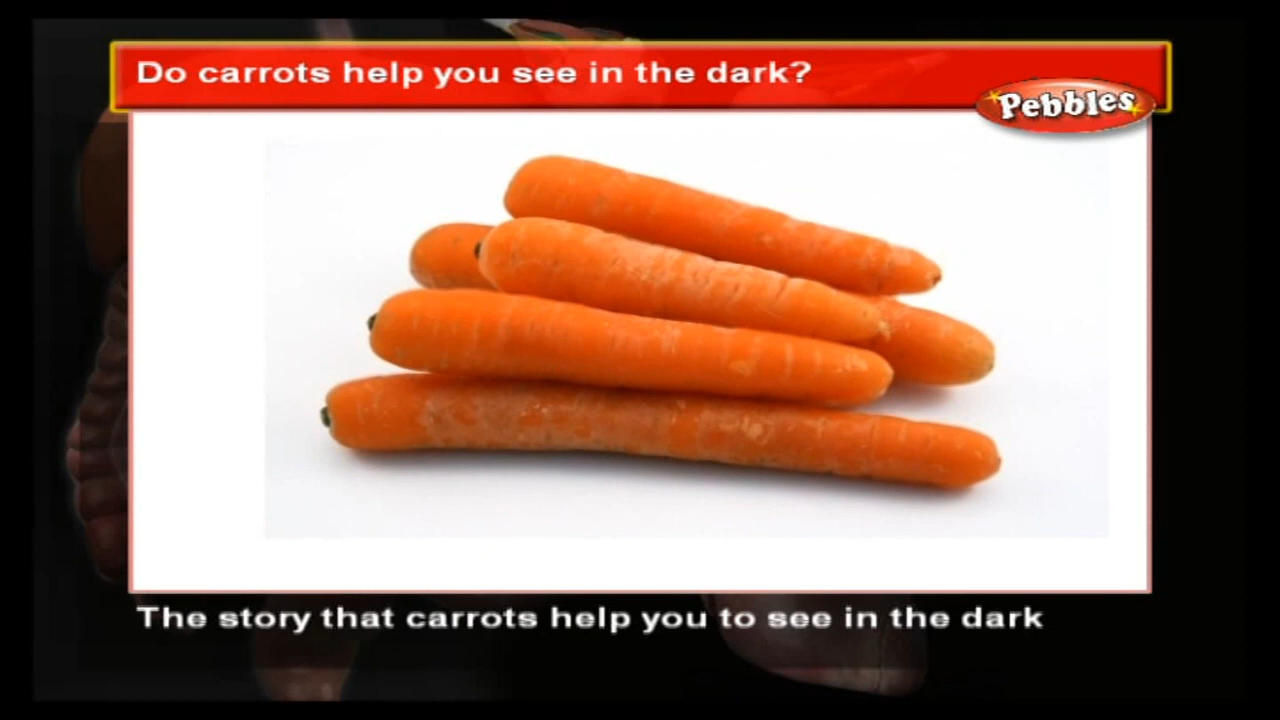 Do carrots help you see in the dark?
Pebbles
The story that carrots help you to see in the dark